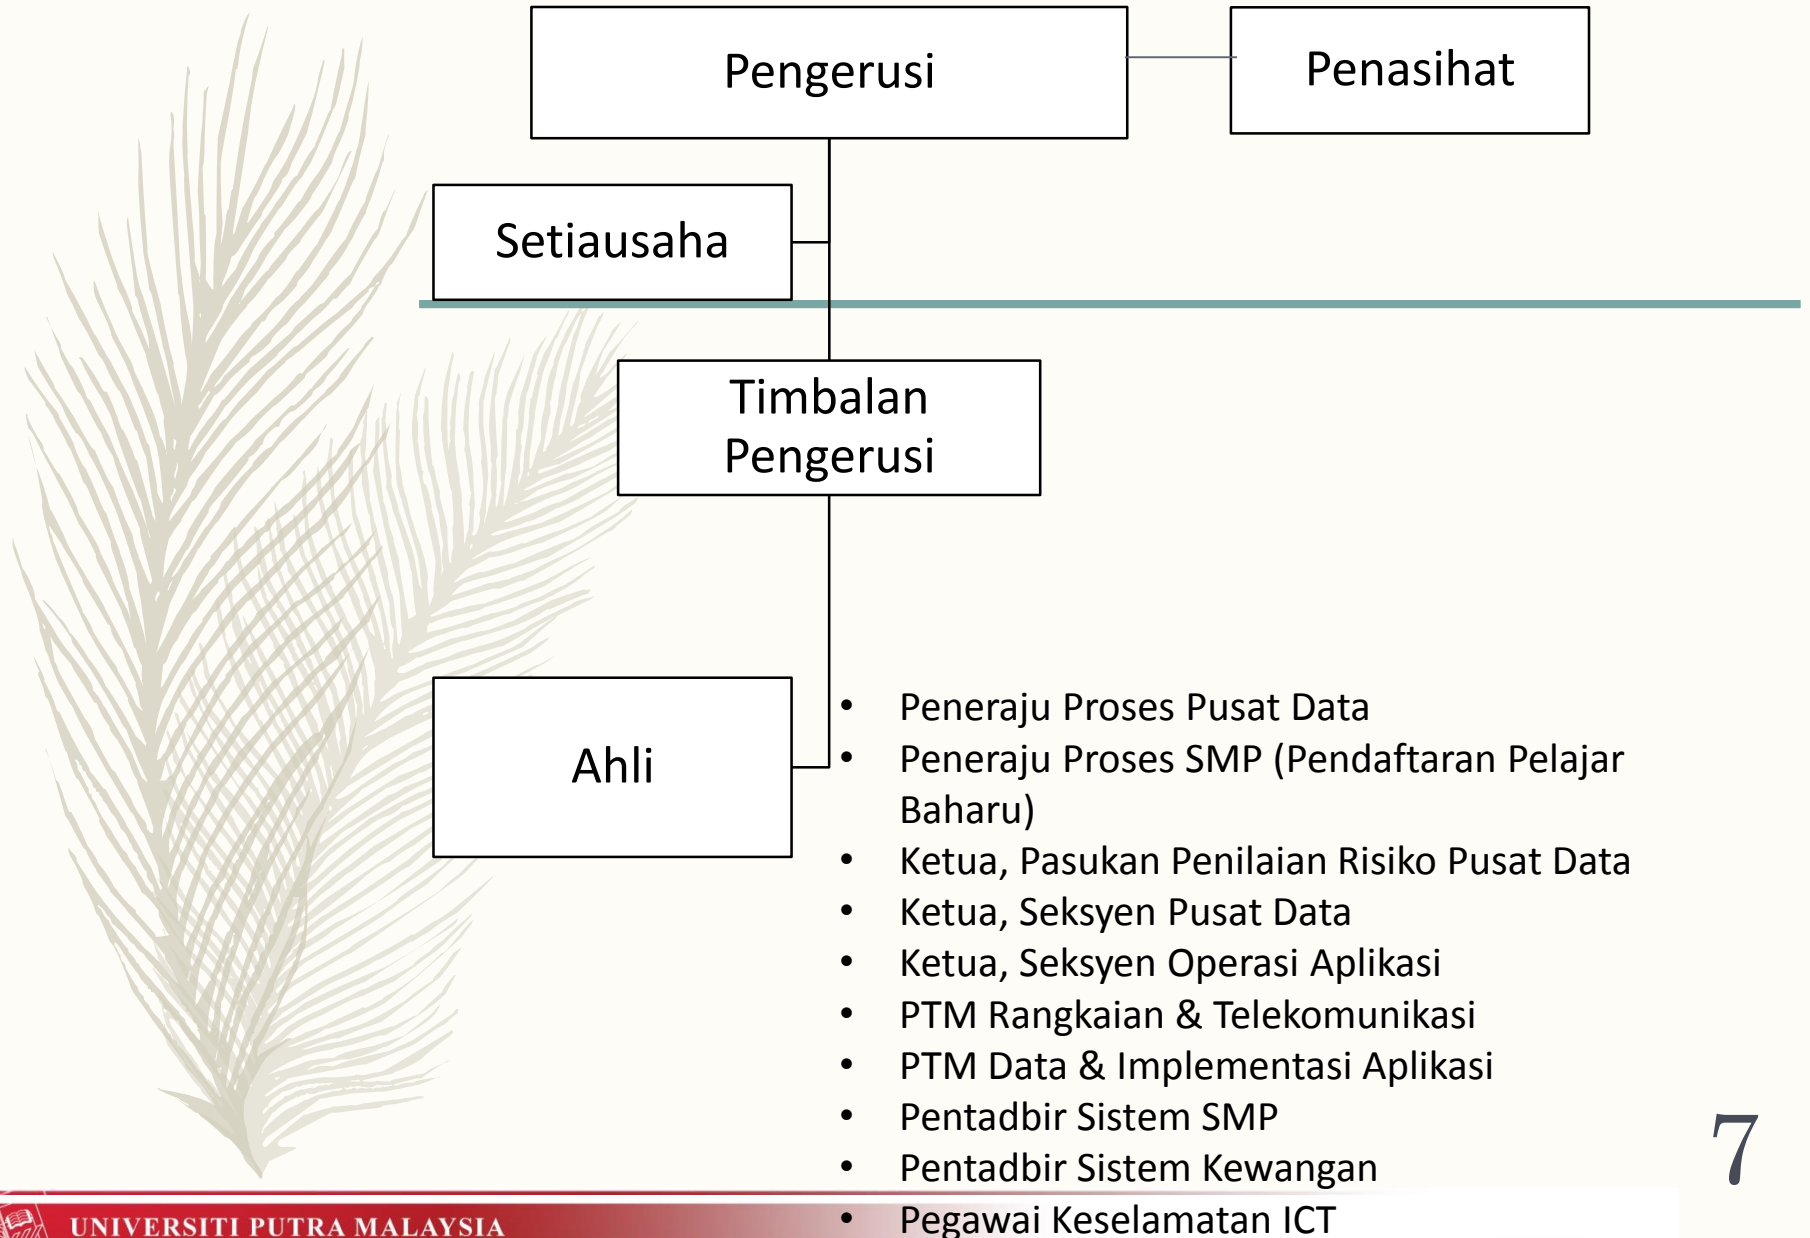 Pengerusi
Penasihat
Setiausaha
Timbalan
Pengerusi
Ahli
• Peneraju Proses Pusat Data
• Peneraju Proses SMP (Pendaftaran Pelajar
Baharu)
• Ketua, Pasukan Penilaian Risiko Pusat Data
• Ketua, Seksyen Pusat Data
• Ketua, Seksyen Operasi Aplikasi
• PTM Rangkaian & Telekomunikasi
• PTM Data & Implementasi Aplikasi
• Pentadbir Sistem SMP
• Pentadbir Sistem Kewangan
• Pegawai Keselamatan ICT
7
UNIVERSITI PUTRA MALAYSIA